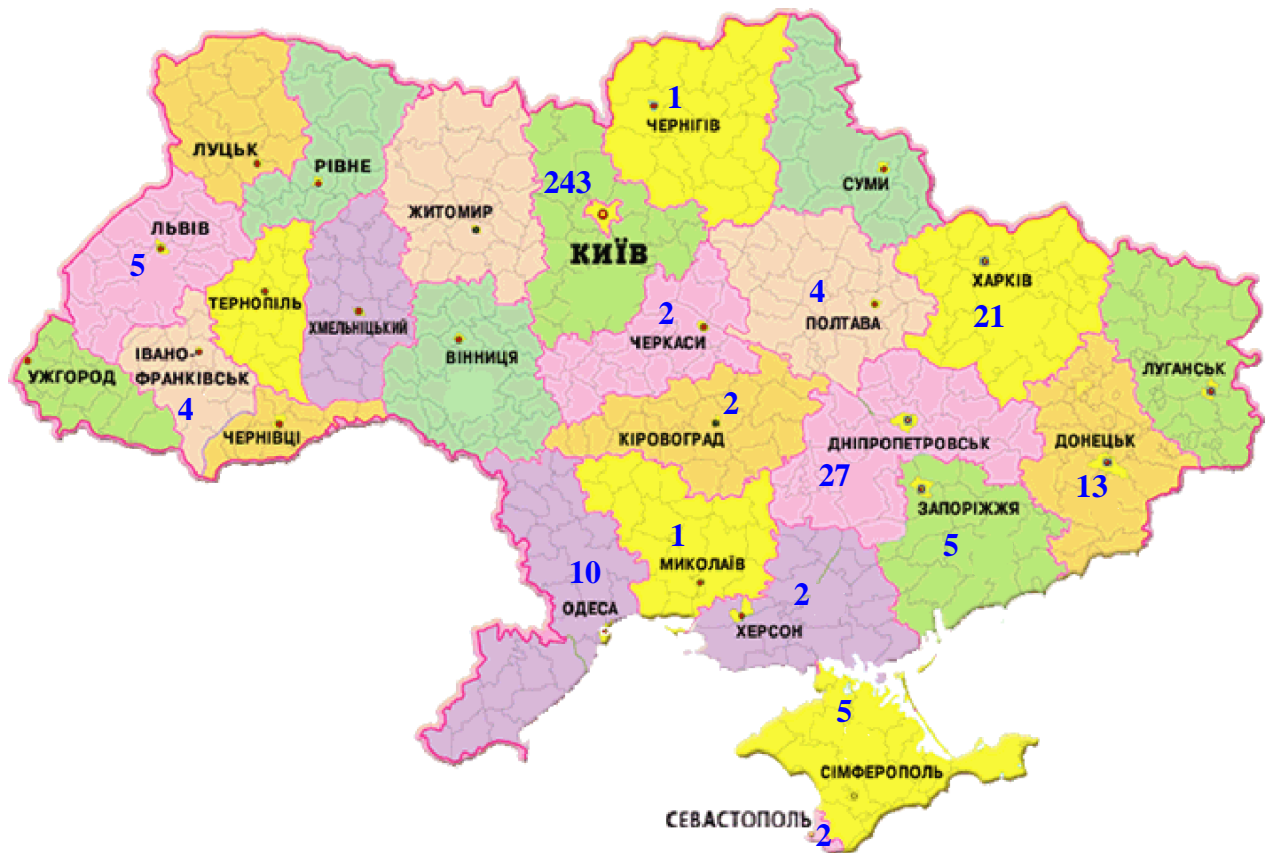 1
ЧЕРНІГІВ
ЛУЦЬК
РІВНЕ
243
СУМИ
ЖИТОМИР
ЛЬВІВ
5
КИЇВ
ХАРКІВ
21
ТЕРНОПІЛЬ
ХМЕЛЬНІЦЬКИЙ
4
ПОЛТАВА
2
ЧЕРКАСИ
ВІННИЦЯ
ІВАНО-
ФРАНКІВСЬК
4
УЖГОРОД
ЛУГАНСЬК
ЧЕРНІВЦІ
2
КІРОВОГРАД
ДНІПРОПЕТРОВСЬК
27
ДОНЕЦЬК
13
ЗАПОРІЖЖЯ
5
1
МИКОЛАЇВ
10
ОДЕСА
2
ХЕРСОН
5
СІМФЕРОПОЛЬ
СЕВАСТОПОЛЬ
2